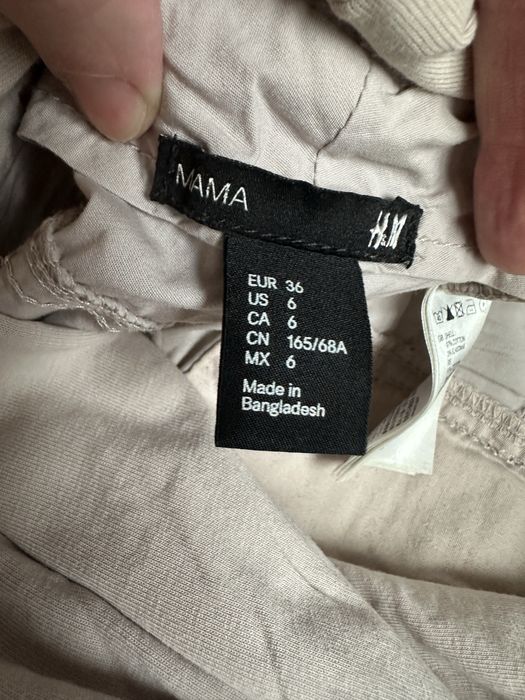 MAMA
H&M
EUR 36
US 6
CA 6
CN 165/68A
MX 6
Made in
Bangladesh